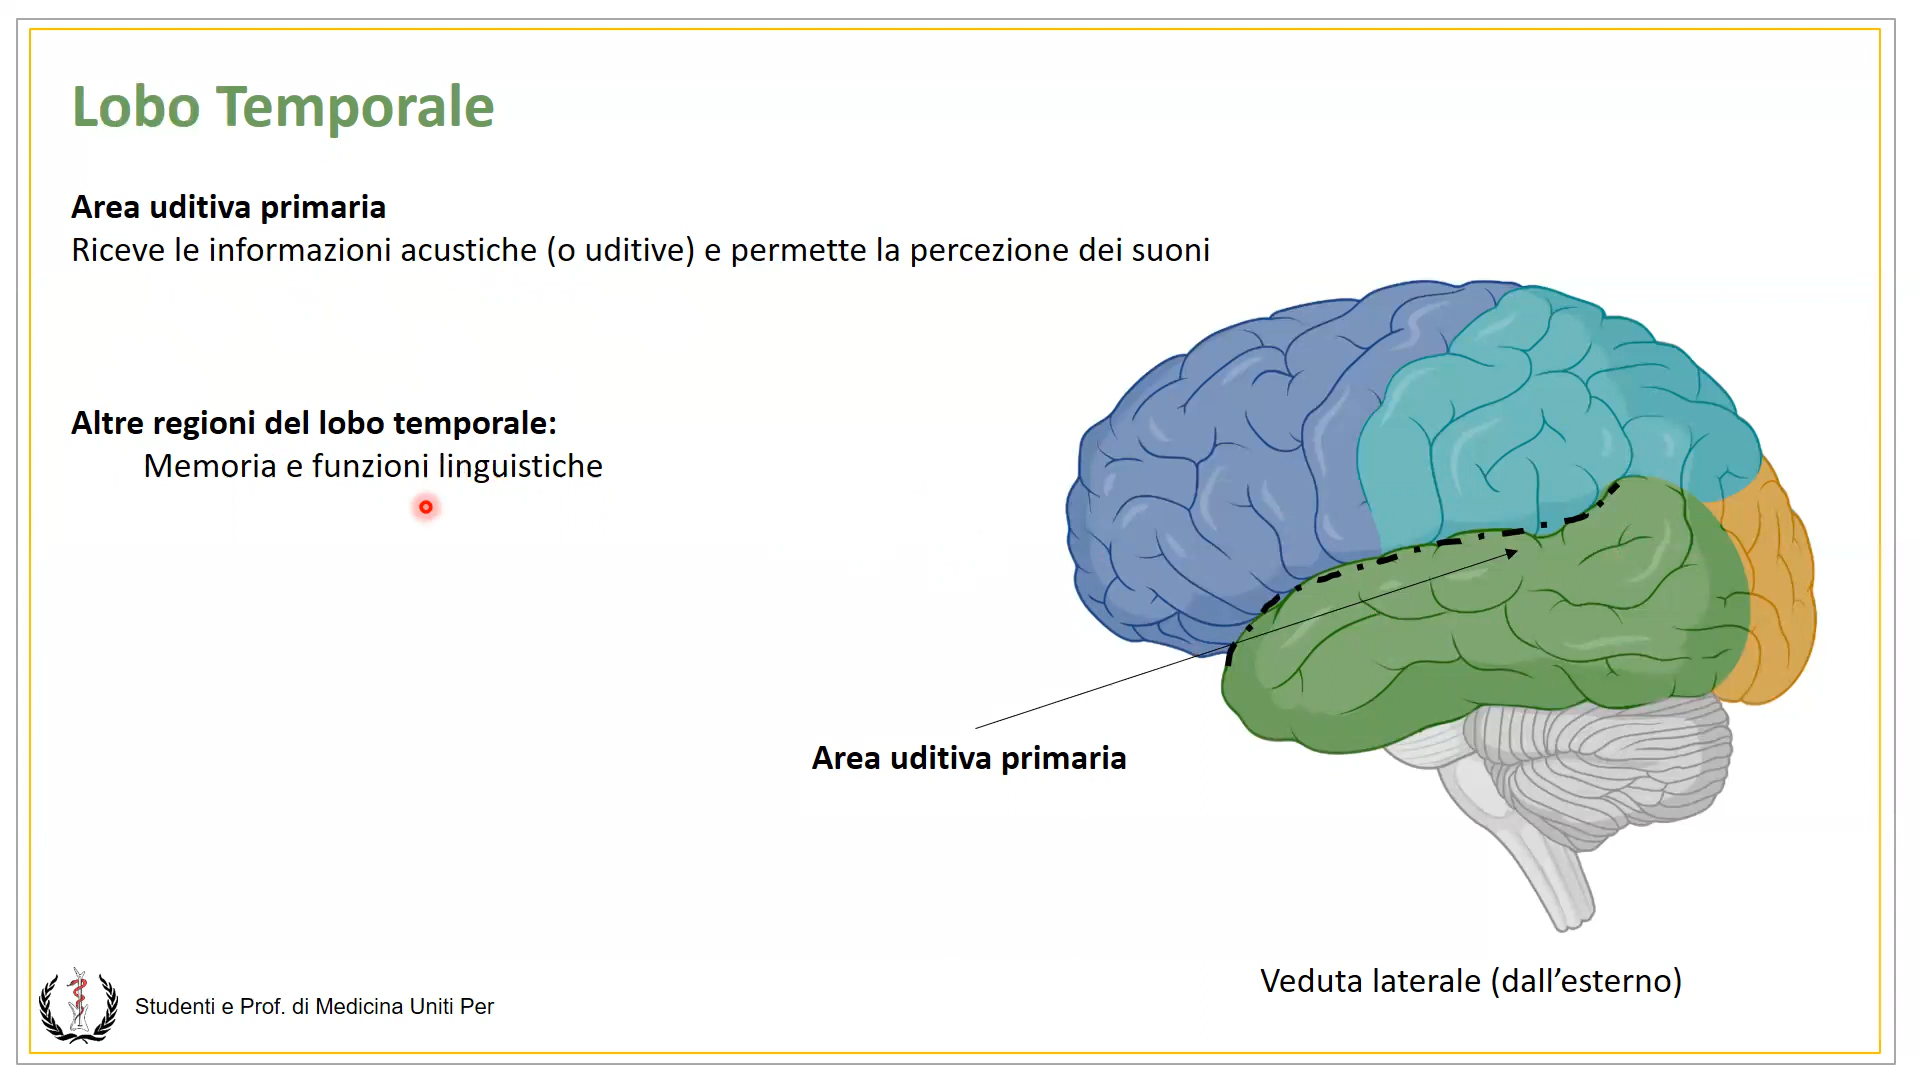 Lobo Temporale
Area uditiva primaria
Riceve le informazioni acustiche (o uditive) e permette la percezione dei suoni
Altre regioni del lobo temporale:
Memoria e funzioni linguistiche
Area uditiva primaria
Veduta laterale (dall’esterno)
Studenti e Prof. di Medicina Uniti Per